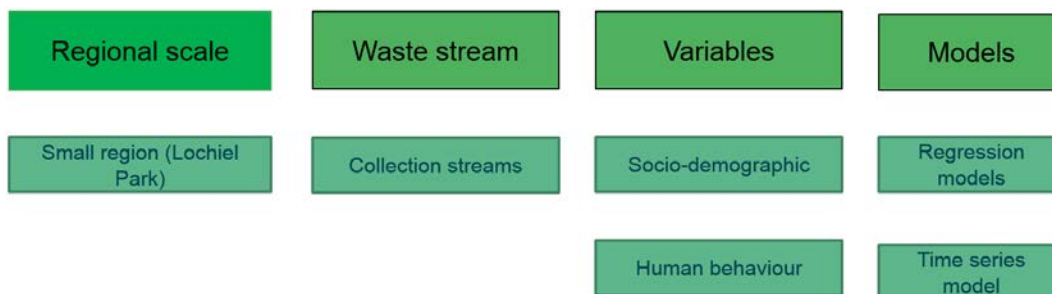 Regional scale
Waste stream
Variables
Models
Small region (Lochiel
Park)
Collection streams
Socio-demographic
Regression
models
Human behaviour
Time series
model